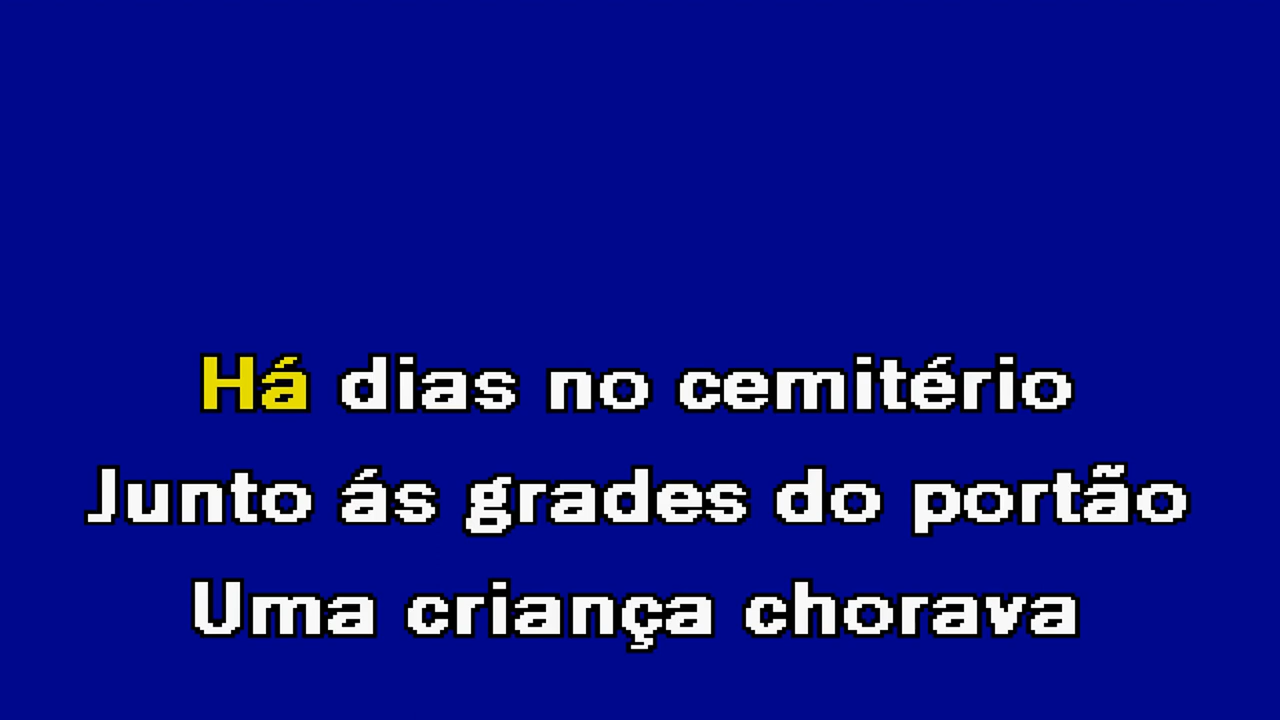 Há dias no cemitério
Junto ás grades do portão
Uma criança chorava